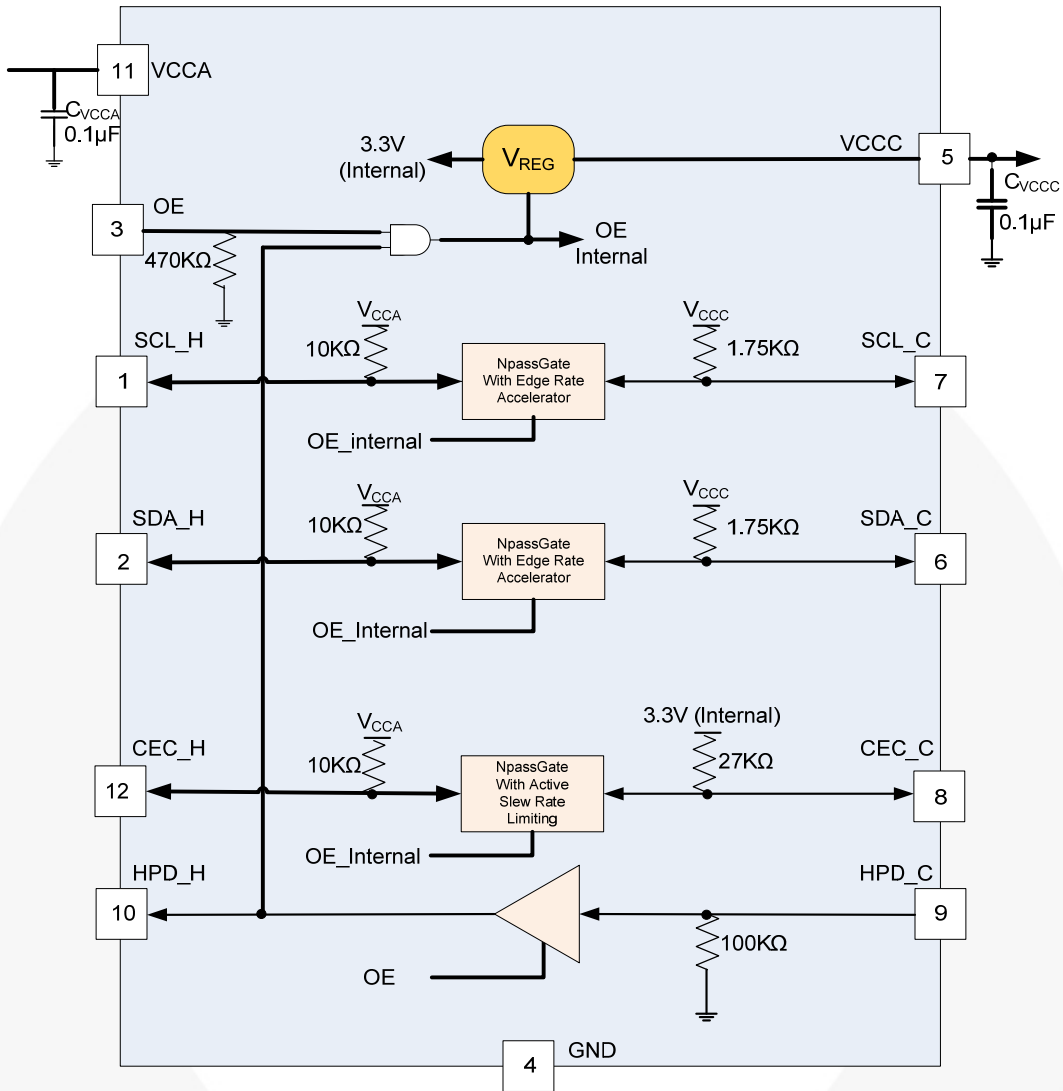 11
VCCA
CVCCA
0.1µF
3.3V
(Internal)
VREG
VCCC
5
CVCCC
0.1µF
OE
3
470KΩ
OE
Internal
SCL_H
1
VCCA
10KΩ
NpassGate
With Edge Rate
Accelerator
OE_internal
VCCC
1.75KΩ
SCL_C
7
SDA_H
2
VCCA
10KΩ
NpassGate
With Edge Rate
Accelerator
OE_Internal
VCCC
1.75KΩ
SDA_C
6
CEC_H
12
VCCA
10KΩ
NpassGate
With Active
Slew Rate
Limiting
OE_Internal
3.3V (Internal)
27KΩ
CEC_C
8
HPD_H
10
OE
100KΩ
HPD_C
9
4
GND